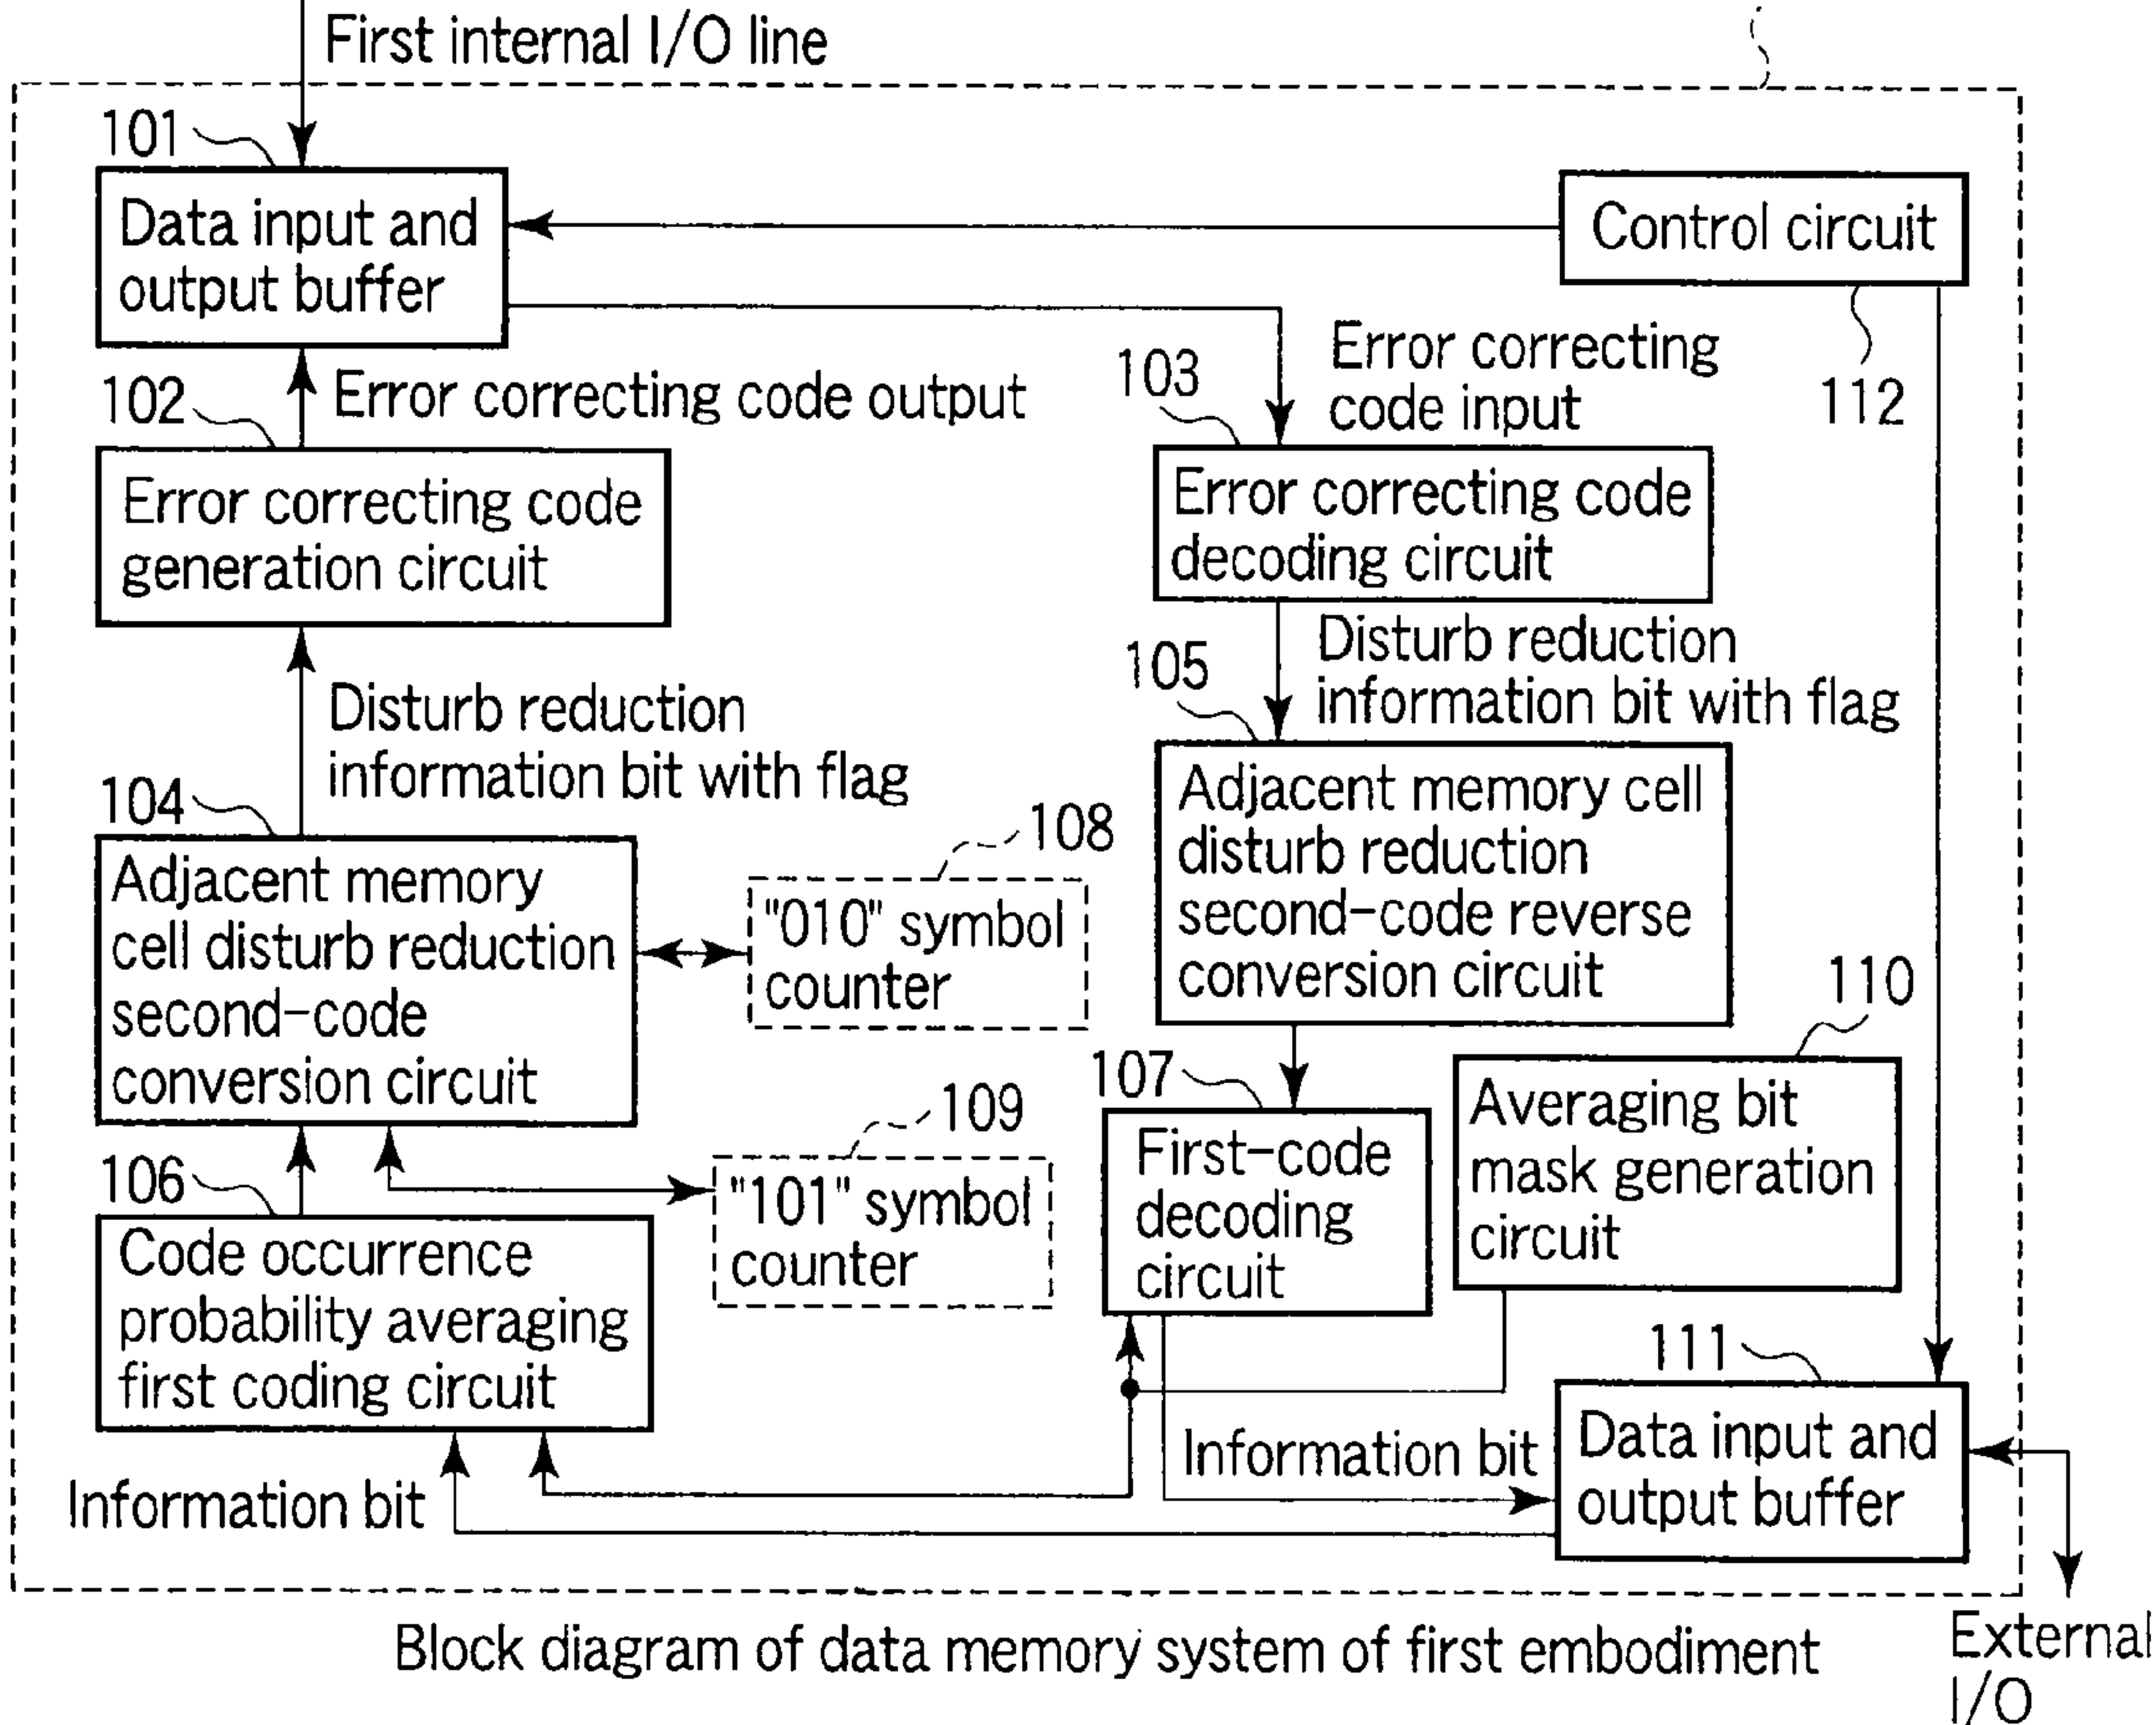 First internal I/O line
101
Data input and
output buffer
Control circuit
112
Error correcting code output
103
Error correcting
code input
102
Error correcting code
generation circuit
Error correcting code
decoding circuit
105
Disturb reduction
information bit with flag
Disturb reduction
information bit with flag
104
108
Adjacent memory
cell disturb reduction
second-code
conversion circuit
"010" symbol
counter
Adjacent memory cell
disturb reduction
second-code reverse
conversion circuit
110
107
109
106
"101" symbol
counter
First-code
decoding
circuit
Averaging bit
mask generation
circuit
Code occurrence
probability averaging
first coding circuit
111
Information bit
Information bit
Data input and
output buffer
Block diagram of data memory system of first embodiment
External
I/O